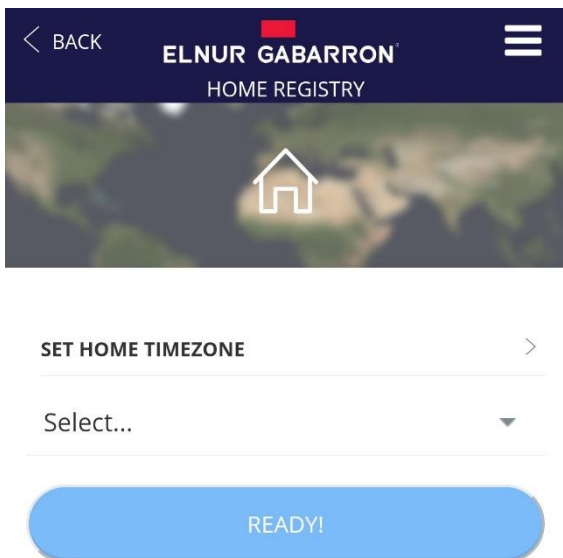 BACK
ELNUR GABARRON
HOME REGISTRY
SET HOME TIMEZONE
Select...
READY!